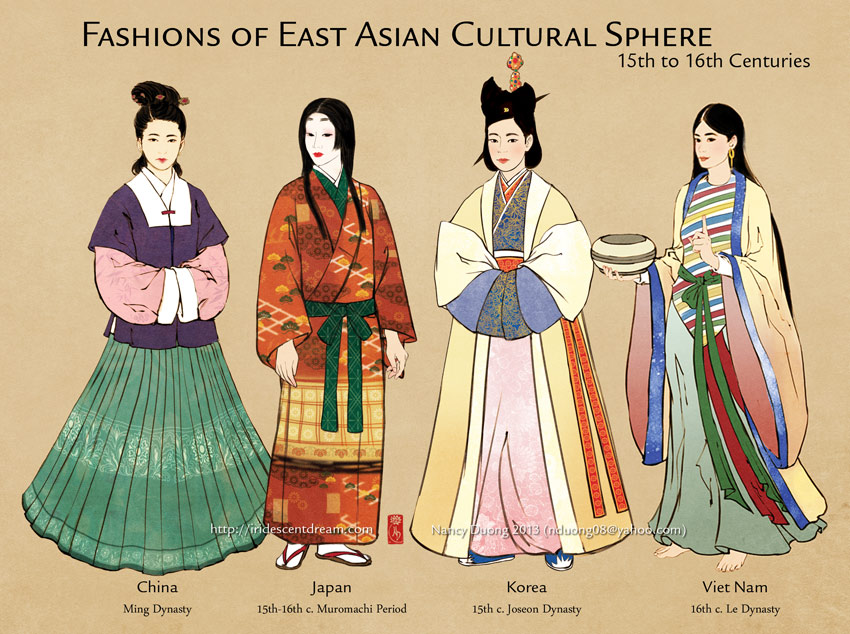 Fashions of East Asian Cultural Sphere
15th to 16th Centuries
http://iridescentdream.com
Nancy Duong 2013 (nduong08@yahoo.com)
China
Ming Dynasty
Japan
15th-16th c. Muromachi Period
Korea
15th c. Joseon Dynasty
Viet Nam
16th c. Le Dynasty